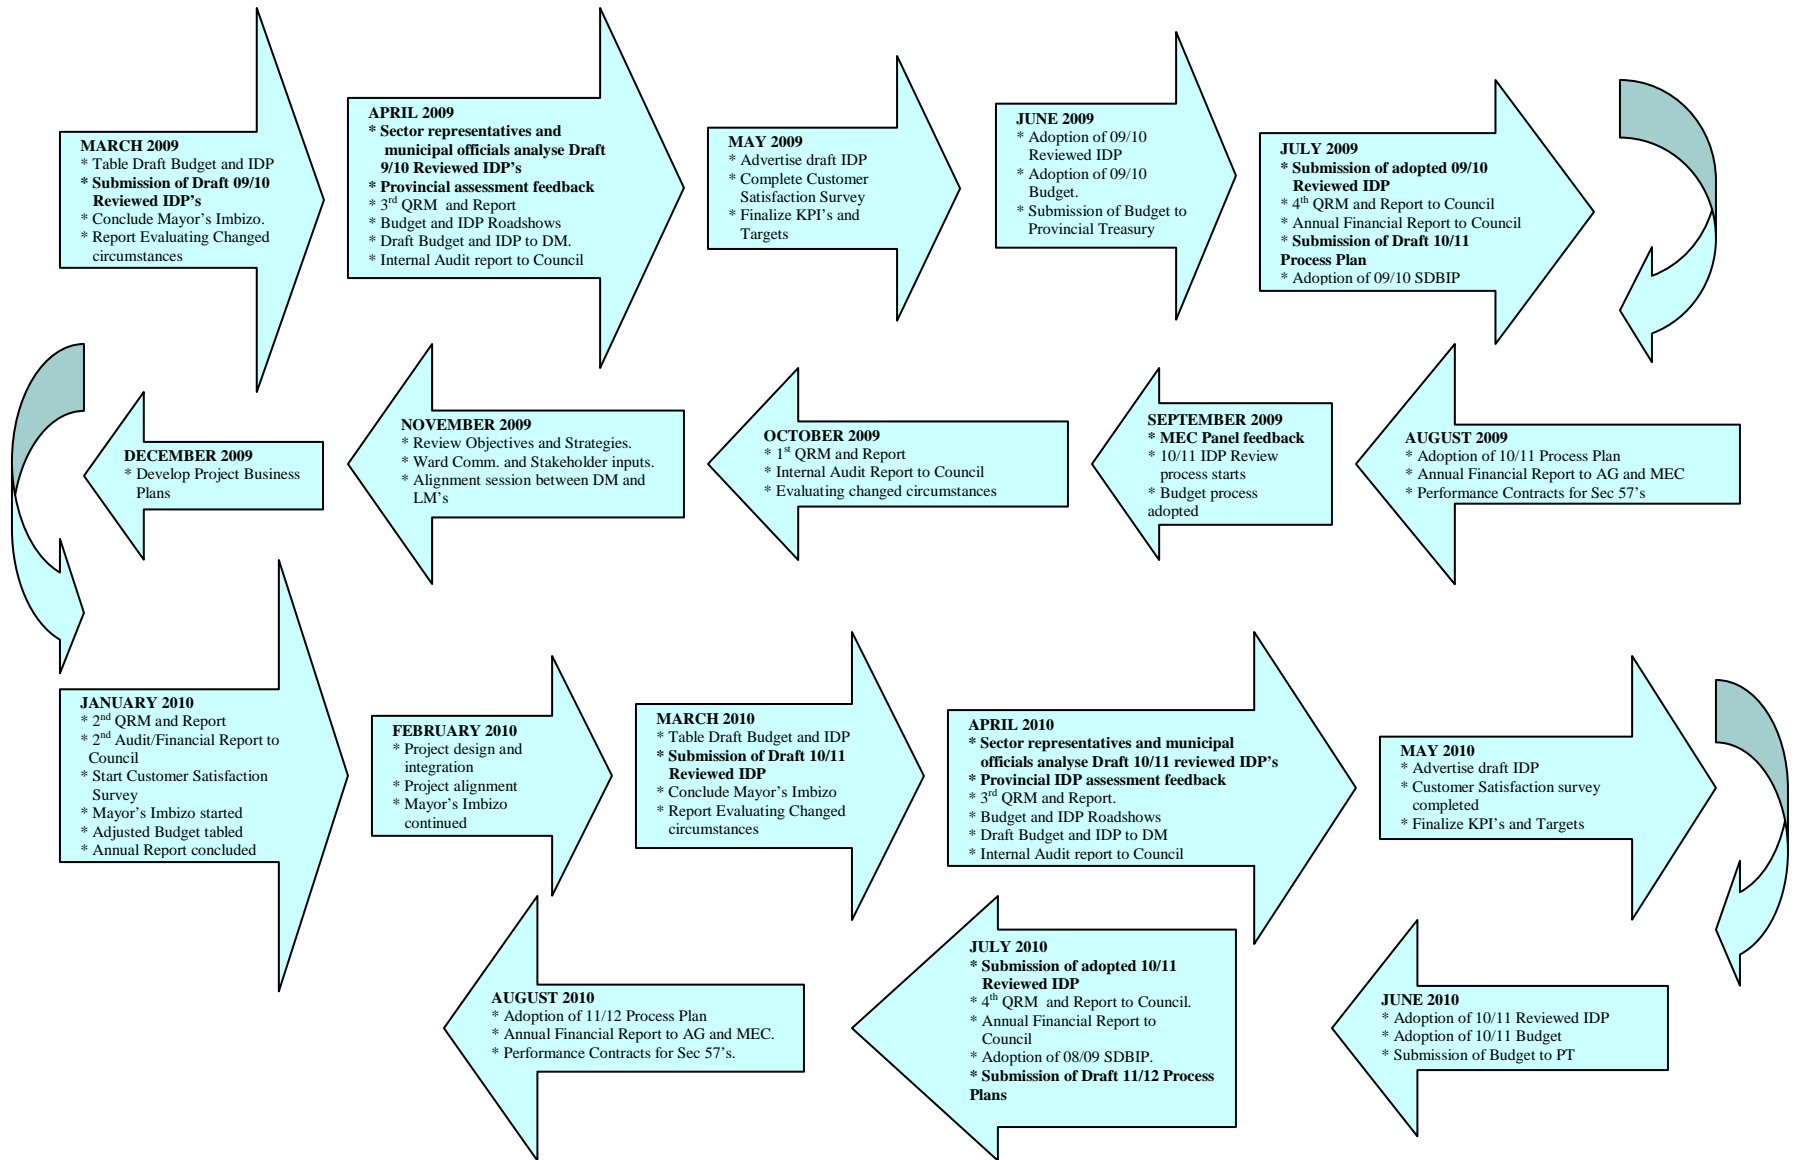 MARCH 2009
* Table Draft Budget and IDP
* Submission of Draft 09/10
Reviewed IDP's
* Conclude Mayor's Imbizo.
* Report Evaluating Changed
circumstances
APRIL 2009
* Sector representatives and
municipal officials analyse Draft
9/10 Reviewed IDP's
* Provincial assessment feedback
* 3rd QRM and Report
* Budget and IDP Roadshows
* Draft Budget and IDP to DM.
* Internal Audit report to Council
MAY 2009
* Advertise draft IDP
* Complete Customer
Satisfaction Survey
* Finalize KPI's and
Targets
JUNE 2009
* Adoption of 09/10
Reviewed IDP
* Adoption of 09/10
Budget.
* Submission of Budget to
Provincial Treasury
JULY 2009
* Submission of adopted 09/10
Reviewed IDP
* 4th QRM and Report to Council
* Annual Financial Report to Council
* Submission of Draft 10/11
Process Plan
* Adoption of 09/10 SDBIP
AUGUST 2009
* Adoption of 10/11 Process Plan
* Annual Financial Report to AG and MEC
* Performance Contracts for Sec 57's
SEPTEMBER 2009
* MEC Panel feedback
* 10/11 IDP Review
process starts
* Budget process
adopted
OCTOBER 2009
* 1st QRM and Report
* Internal Audit Report to Council
* Evaluating changed circumstances
NOVEMBER 2009
* Review Objectives and Strategies.
* Ward Comm. and Stakeholder inputs.
* Alignment session between DM and
LM's
DECEMBER 2009
* Develop Project Business
Plans
JANUARY 2010
* 2nd QRM and Report
* 2nd Audit/Financial Report to
Council
* Start Customer Satisfaction
Survey
* Mayor's Imbizo started
* Adjusted Budget tabled
* Annual Report concluded
FEBRUARY 2010
* Project design and
integration
* Project alignment
* Mayor's Imbizo
continued
MARCH 2010
* Table Draft Budget and IDP
* Submission of Draft 10/11
Reviewed IDP
* Conclude Mayor's Imbizo
* Report Evaluating Changed
circumstances
APRIL 2010
* Sector representatives and municipal
officials analyse Draft 10/11 reviewed IDP's
* Provincial IDP assessment feedback
* 3rd QRM and Report.
* Budget and IDP Roadshows
* Draft Budget and IDP to DM
* Internal Audit report to Council
MAY 2010
* Advertise draft IDP
* Customer Satisfaction survey
completed
* Finalize KPI's and Targets
JUNE 2010
* Adoption of 10/11 Reviewed IDP
* Adoption of 10/11 Budget
* Submission of Budget to PT
JULY 2010
* Submission of adopted 10/11
Reviewed IDP
* 4th QRM and Report to Council.
* Annual Financial Report to
Council
* Adoption of 08/09 SDBIP.
* Submission of Draft 11/12 Process
Plans
AUGUST 2010
* Adoption of 11/12 Process Plan
* Annual Financial Report to AG and MEC.
* Performance Contracts for Sec 57's.